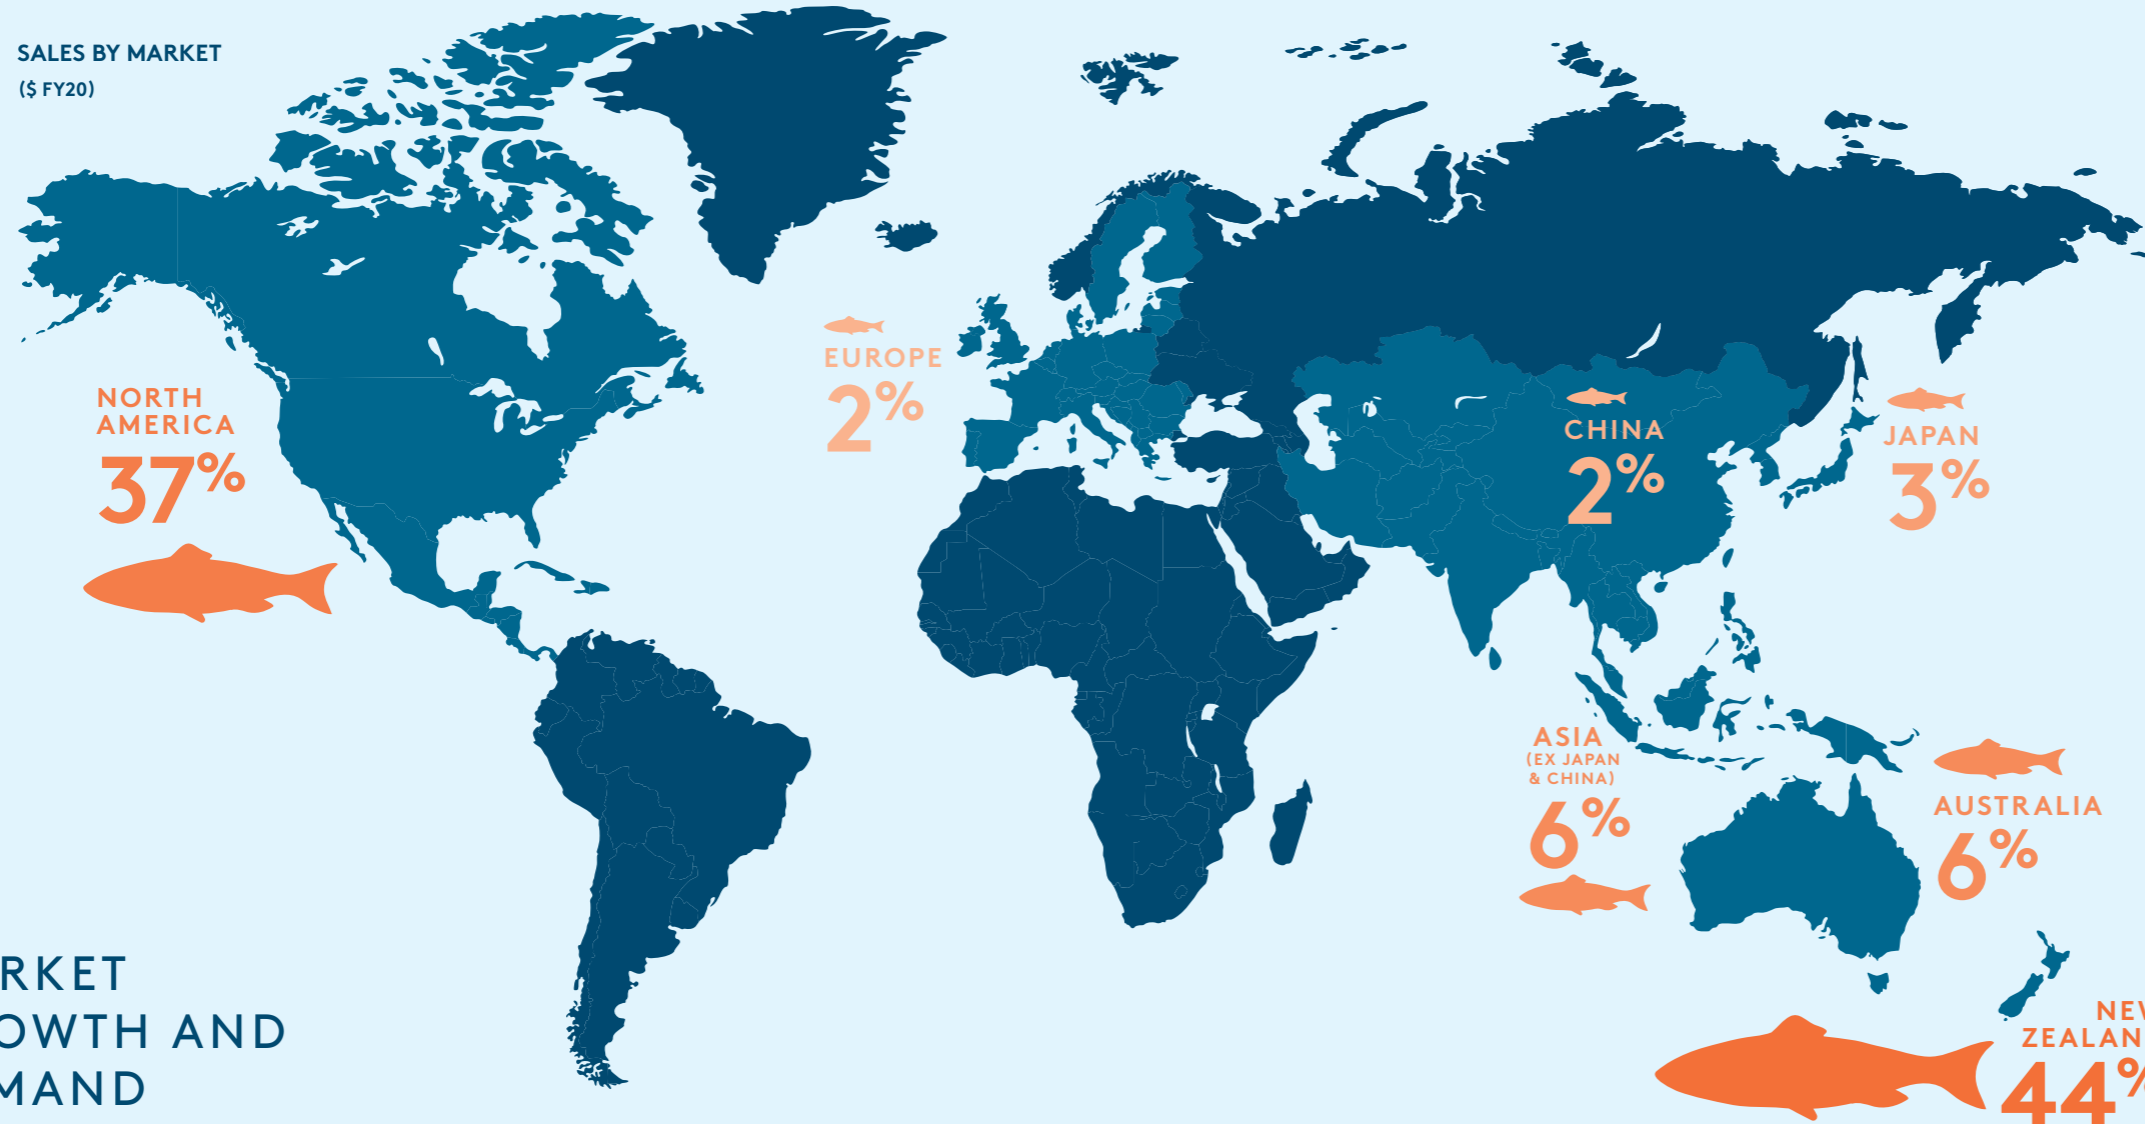 SALES BY MARKET
($ FY20)
NORTH
AMERICA
37%
EUROPE
2%
CHINA
2%
JAPAN
3%
ASIA
(EX JAPAN
& CHINA)
6%
AUSTRALIA
6%
NEW
ZEALAN
44%
RKET
OWTH AND
MAND